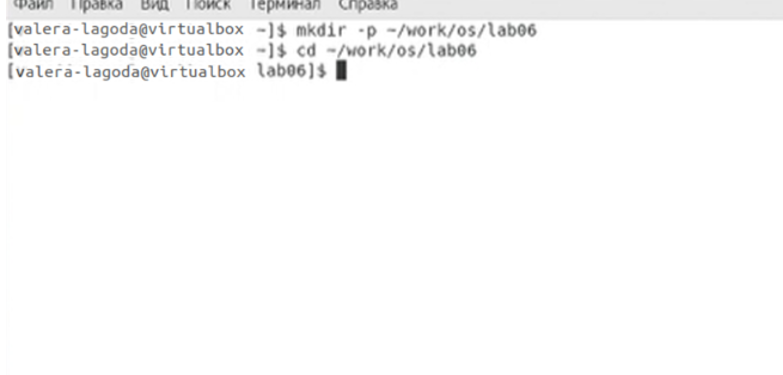 Файл Правка Вид Поиск Терминал Справка
[valera-lagoda@virtualbox ~]$ mkdir -p ~/work/os/lab06
[valera-lagoda@virtualbox ~]$ cd ~/work/os/lab06
[valera-lagoda@virtualbox lab06]$